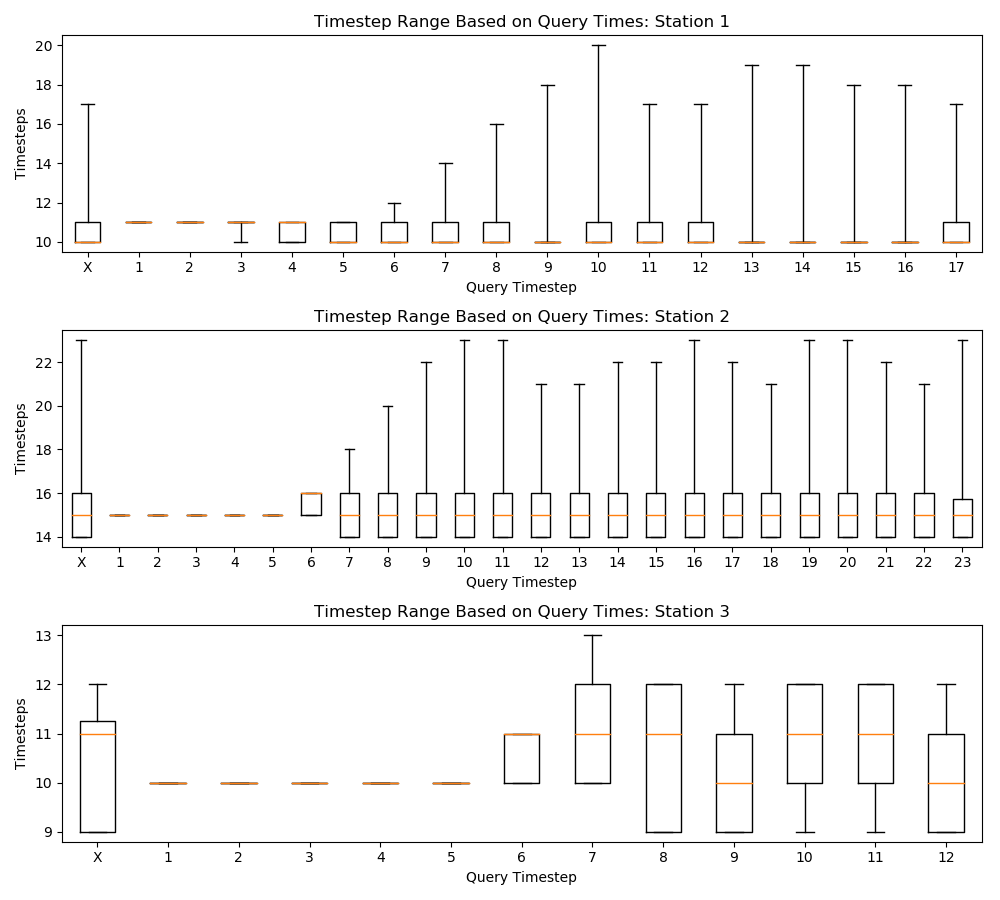 Timestep Range Based on Query Times: Station 1
Timesteps
20
18
16
14
12
10
X 1 2 3 4 5 6 7 8 9 10 11 12 13 14 15 16 17
Query Timestep
Timestep Range Based on Query Times: Station 2
Timesteps
22
20
18
16
14
X 1 2 3 4 5 6 7 8 9 10 11 12 13 14 15 16 17 18 19 20 21 22 23
Query Timestep
Timestep Range Based on Query Times: Station 3
Timesteps
13
12
11
10
9
X 1 2 3 4 5 6 7 8 9 10 11 12
Query Timestep